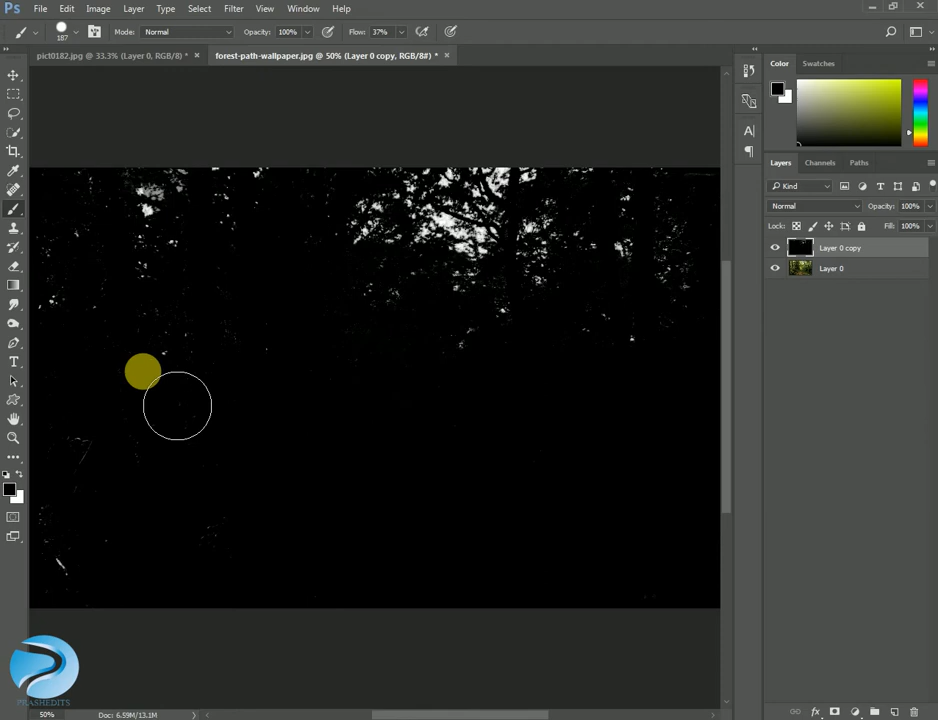 Ps File Edit Image Layer Type Select Filter View Window Help
187 Mode: Normal Opacity: 100% Flow: 37%
pict0182.jpg @ 33.3% (Layer 0, RGB/8) * × forest-path-wallpaper.jpg @ 50% (Layer 0 copy, RGB/8#) * ×
Color Swatches
Layers Channels Paths
Kind
Normal Opacity: 100%
Lock: Fill: 100%
Layer 0 copy
Layer 0
PRASHEDITS
50% Doc: 6.59M/13.1M